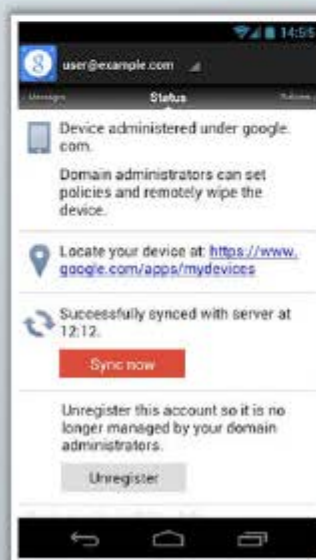 14:55
8
user@example.com
Status
Device administered under google.
com.
Domain administrators can set
policies and remotely wipe the
device.
Locate your device at: https://www.
google.com/apps/mydevices
Successfully synced with server at
12:12.
Sync now
Unregister this account so it is no
longer managed by your domain
administrators.
Unregister